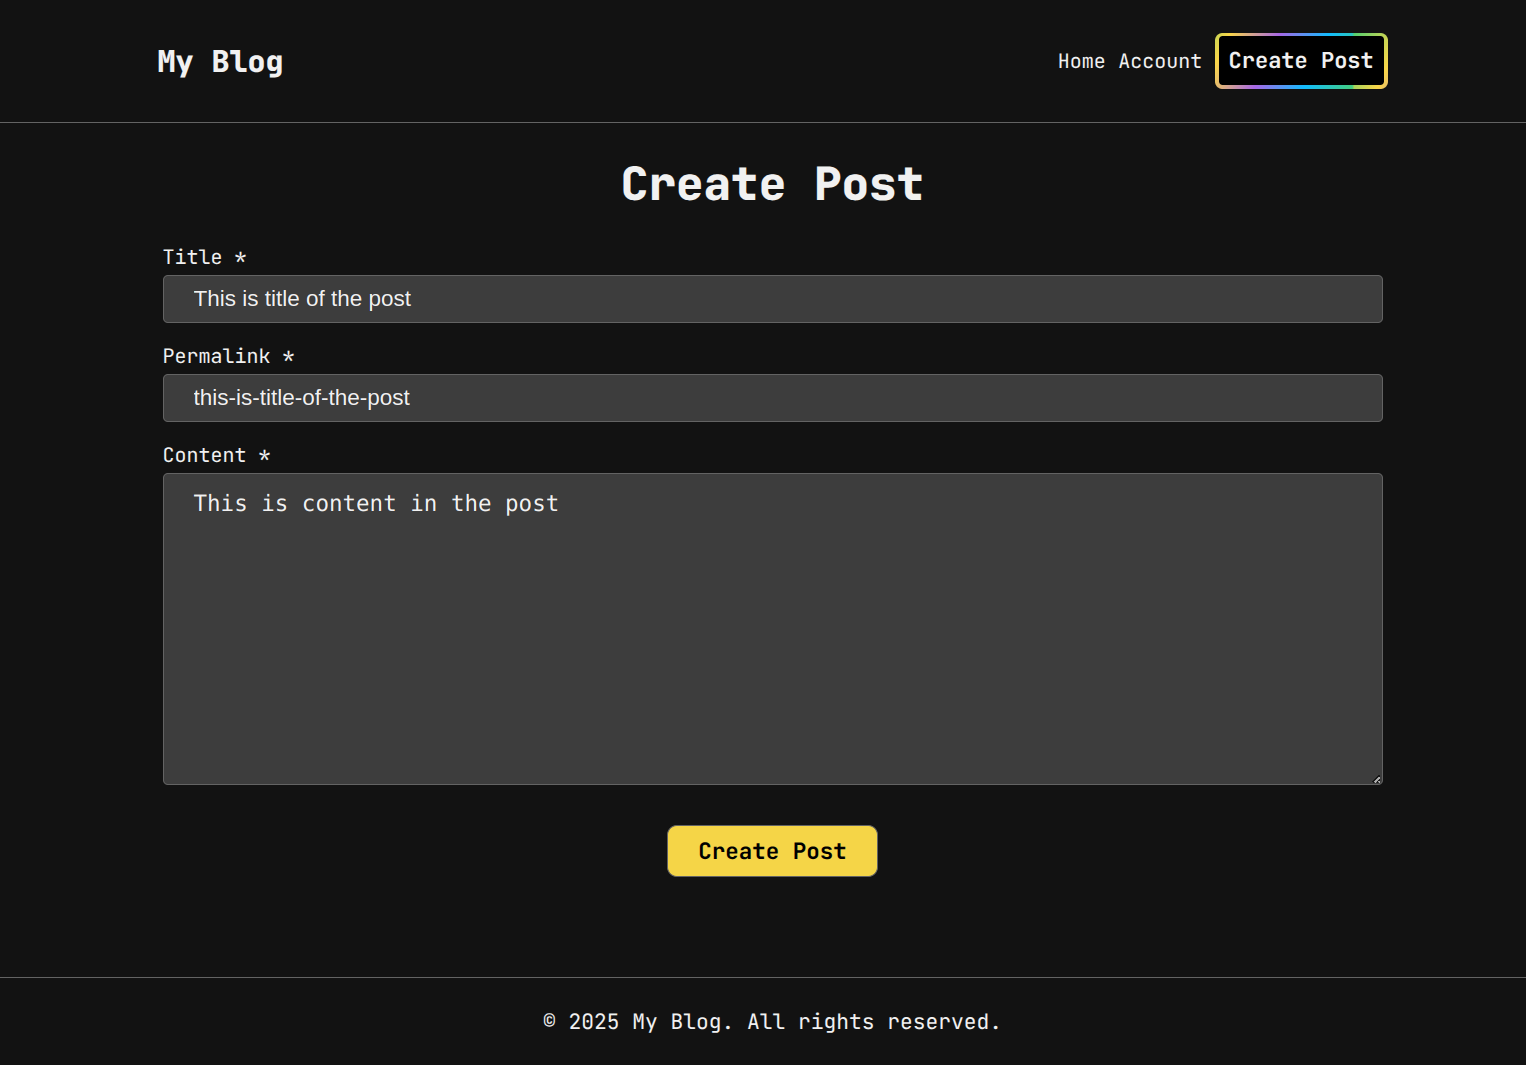 My Blog
Home Account Create Post
Create Post
Title *
This is title of the post
Permalink *
this-is-title-of-the-post
Content *
This is content in the post
Create Post
© 2025 My Blog. All rights reserved.